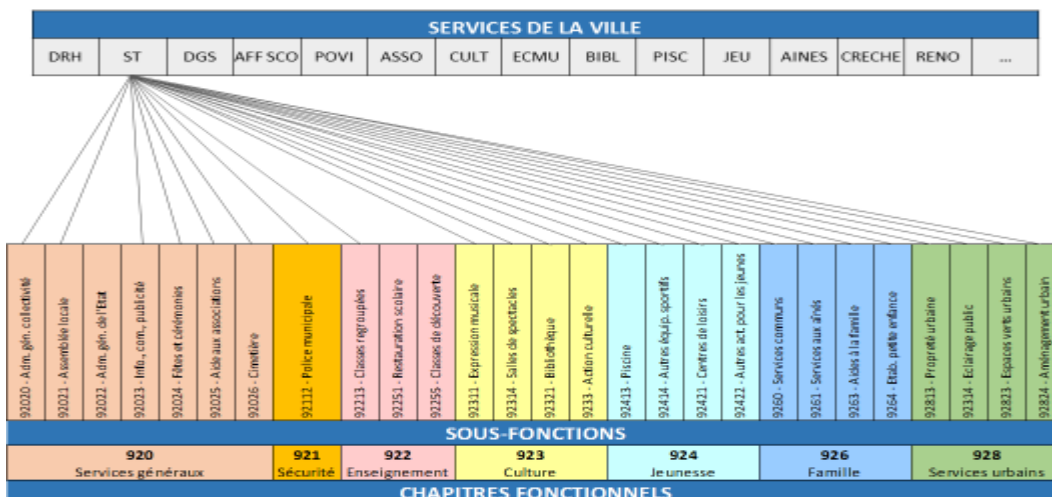 SERVICES DE LA VILLE
DRH ST DGS AFF SCO POVI ASSO CULT ECMU BIBL PISC JEU AINES CRECHE RENO ...
92020 - Adm. gén. collectivité
92021 - Assemblée locale
92022 - Adm. gén. de l'Etat
92023 - Info., com., publicité
92024 - Fêtes et cérémonies
92025 - Aide aux associations
92026 - Cimetière
92112 - Police municipale
92213 - Classes regroupées
92251 - Restauration scolaire
92255 - Classes de découverte
92311 - Expression musicale
92314 - Salles de spectacles
92321 - Bibliothèque
9233 - Action culturelle
92413 - Piscine
92414 - Autres équip. sportifs
92421 - Centres de loisirs
92422 - Autres act. pour les jeunes
9260 - Services communs
9261 - Services aux aînés
9263 - Aides à la famille
9264 - Etab. petite enfance
92813 - Propreté urbaine
92314 - Eclairage public
92823 - Espaces verts urbains
92824 - Aménagement urbain
SOUS-FONCTIONS
920 921 922 923 924 926 928
Services généraux Sécurité Enseignement Culture Jeunesse Famille Services urbains
CHAPITRES FONCTIONNELS